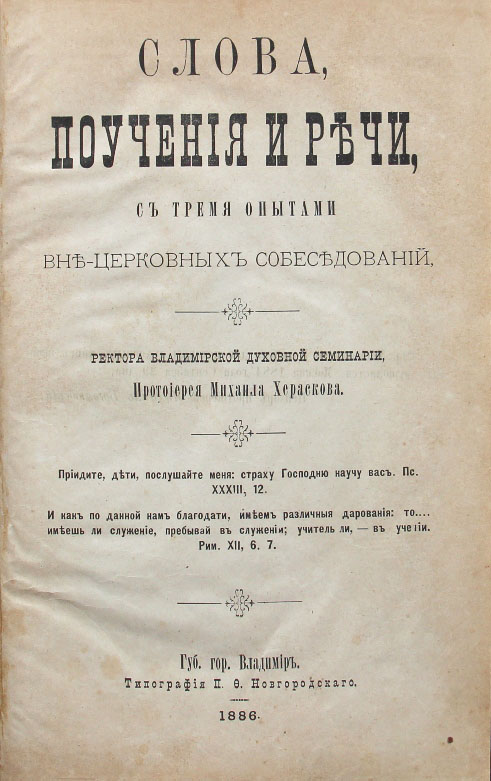 СЛОВА,
ПОУЧЕНІЯ И РѢЧИ,
СЪ ТРЕМЯ ОПЫТАМИ
ВНѢ-ЦЕРКОВНЫХЪ СОБЕСѢДОВАНІЙ,
РЕКТОРА ВЛАДИМІРСКОЙ ДУХОВНОЙ СЕМИНАРІИ,
Протоіерея Михаила Хераскова.
Пріидите, дѣти, послушайте меня: страху Господню научу васъ. Пс.
XXXIII, 12.
И какъ по данной намъ благодати, имѣемъ различныя дарованія: то....
имѣешь ли служеніе, пребывай въ служеніи; учитель ли, — въ ученіи.
Рим. XII, 6. 7.
Губ. гор. Владиміръ.
Типографія П. Ѳ. Новгородскаго.
1886.